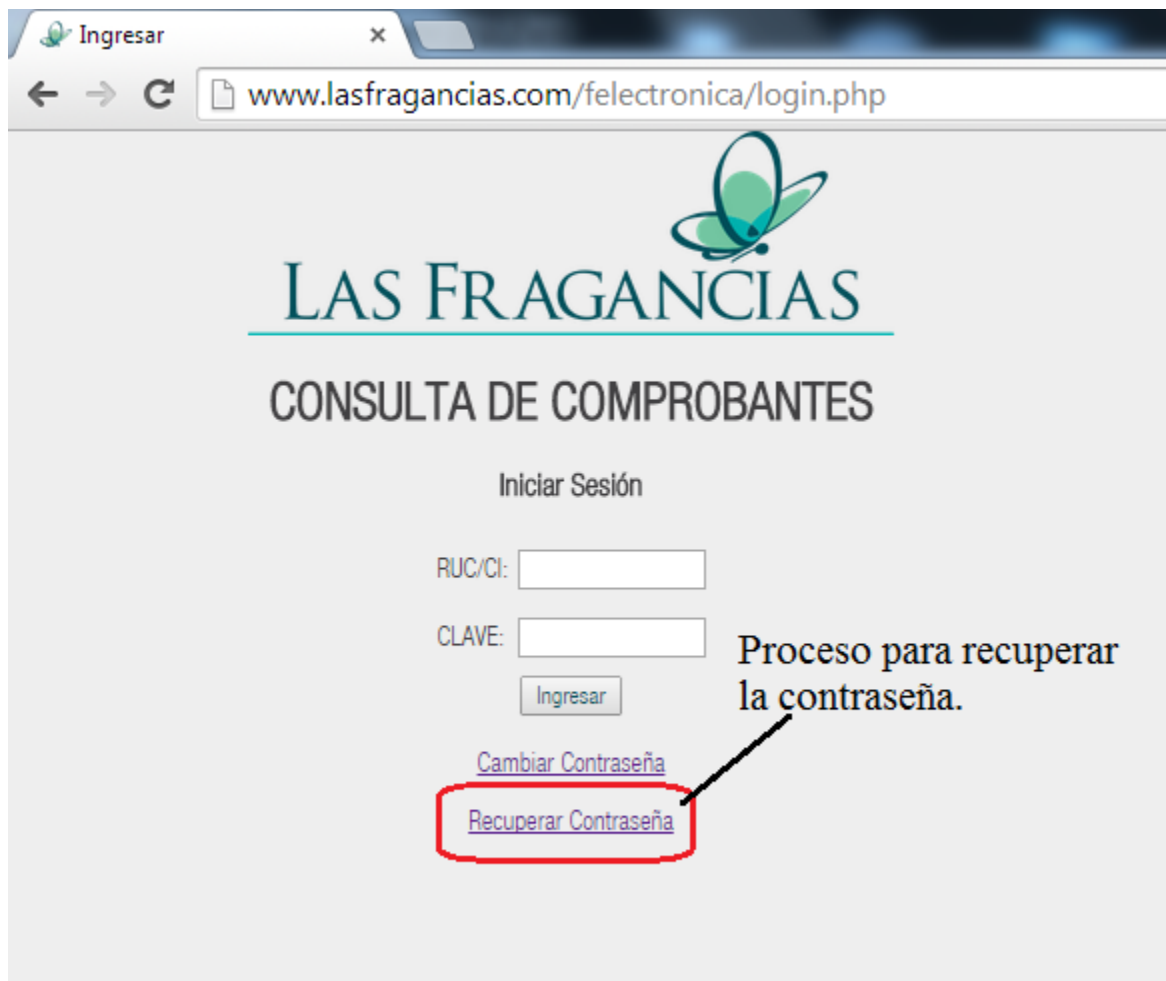 Ingresar
www.lasfragancias.com/felectronica/login.php
LAS FRAGANCIAS
CONSULTA DE COMPROBANTES
Iniciar Sesión
RUC/CI:
CLAVE:
Ingresar
Proceso para recuperar
la contraseña.
Cambiar Contraseña
Recuperar Contraseña